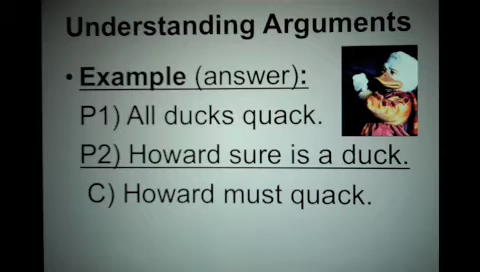 Understanding Arguments
• Example (answer):
P1) All ducks quack.
P2) Howard sure is a duck.
C) Howard must quack.